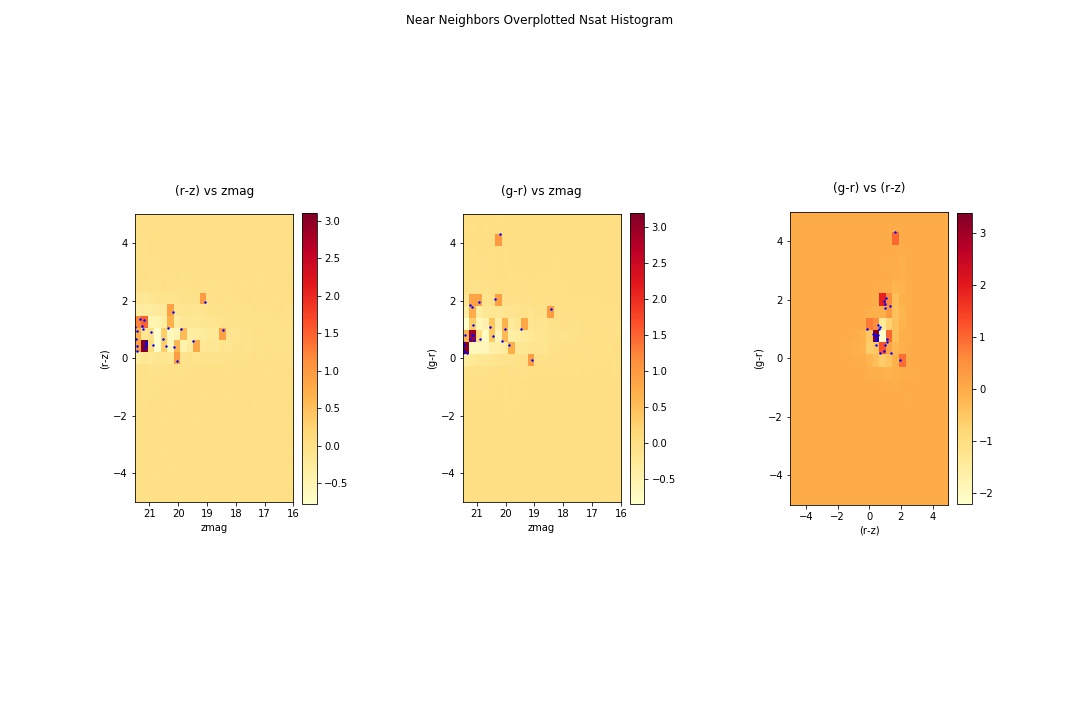 Near Neighbors Overplotted Nsat Histogram
(r-z) vs zmag
(r-z)
4
2
0
−2
−4
21 20 19 18 17 16
zmag
3.0
2.5
2.0
1.5
1.0
0.5
0.0
−0.5
(g-r) vs zmag
(g-r)
4
2
0
−2
−4
21 20 19 18 17 16
zmag
3.0
2.5
2.0
1.5
1.0
0.5
0.0
−0.5
(g-r) vs (r-z)
(g-r)
4
2
0
−2
−4
−4 −2 0 2 4
(r-z)
3
2
1
0
−1
−2